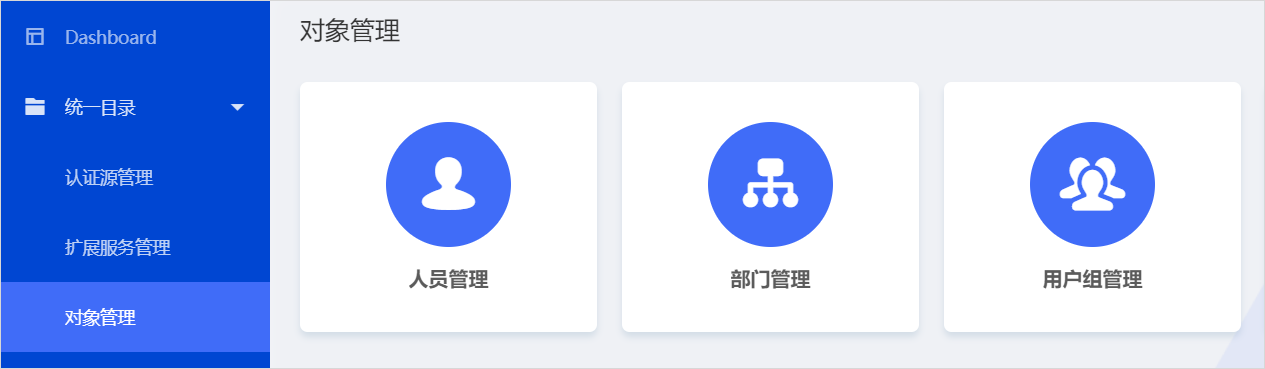 Dashboard
统一目录
认证源管理
扩展服务管理
对象管理
对象管理
人员管理
部门管理
用户组管理